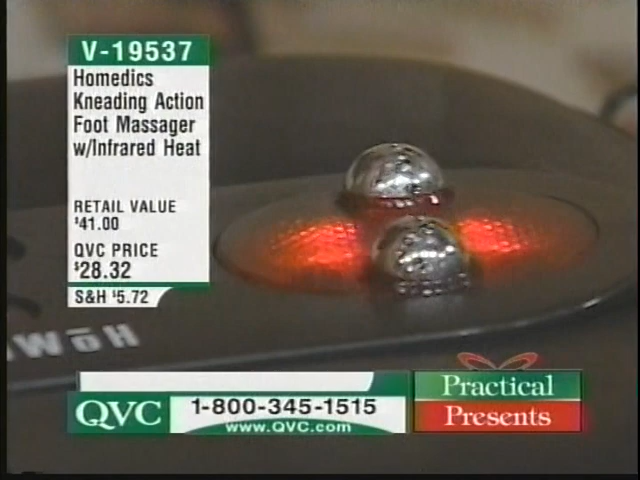 V-19537
Homedics
Kneading Action
Foot Massager
w/Infrared Heat
RETAIL VALUE
$41.00
QVC PRICE
$28.32
S&H $5.72
QVC
1-800-345-1515
www.QVC.com
Practical
Presents